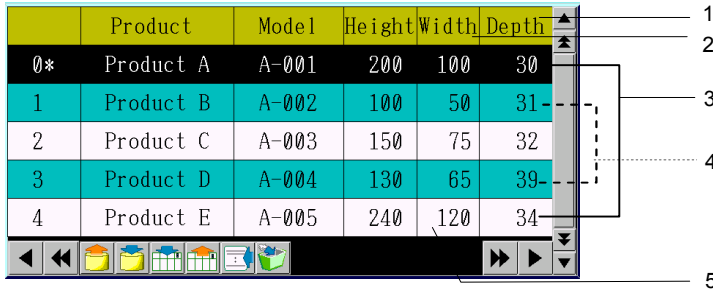 Product Model Height Width Depth 1
2
0* Product A A-001 200 100 30
1 Product B A-002 100 50 31 3
2 Product C A-003 150 75 32
4
3 Product D A-004 130 65 39
4 Product E A-005 240 120 34
5